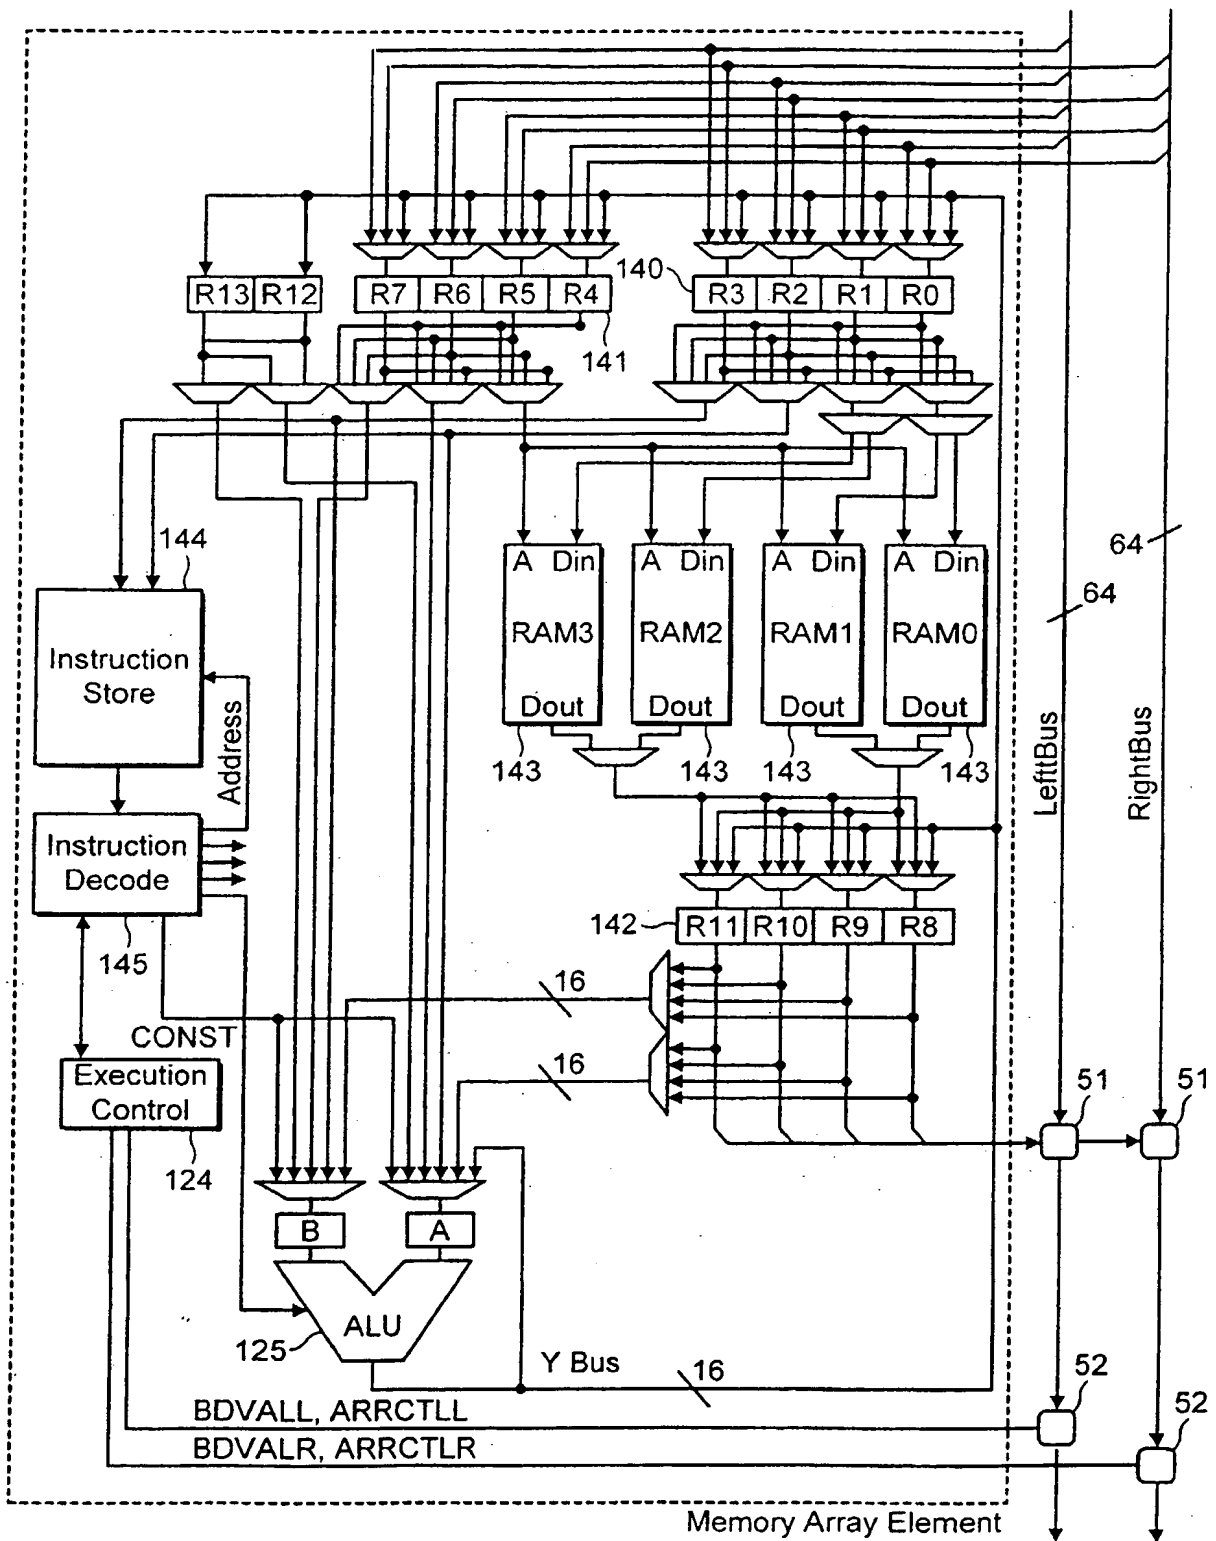 R13 R12 R7 R6 R5 R4 140 R3 R2 R1 R0
141
144
A Din A Din A Din A Din
64
64
RAM3 RAM2 RAM1 RAM0
Instruction
Store
Dout Dout Dout Dout
Address
143 143 143 143
LefttBus
RightBus
Instruction
Decode
142 R11 R10 R9 R8
145
16
CONST
Execution
Control
16
51 51
124
B A
ALU
125
Y Bus 16
52 52
BDVALL, ARRCTLL
BDVALR, ARRCTLR
Memory Array Element